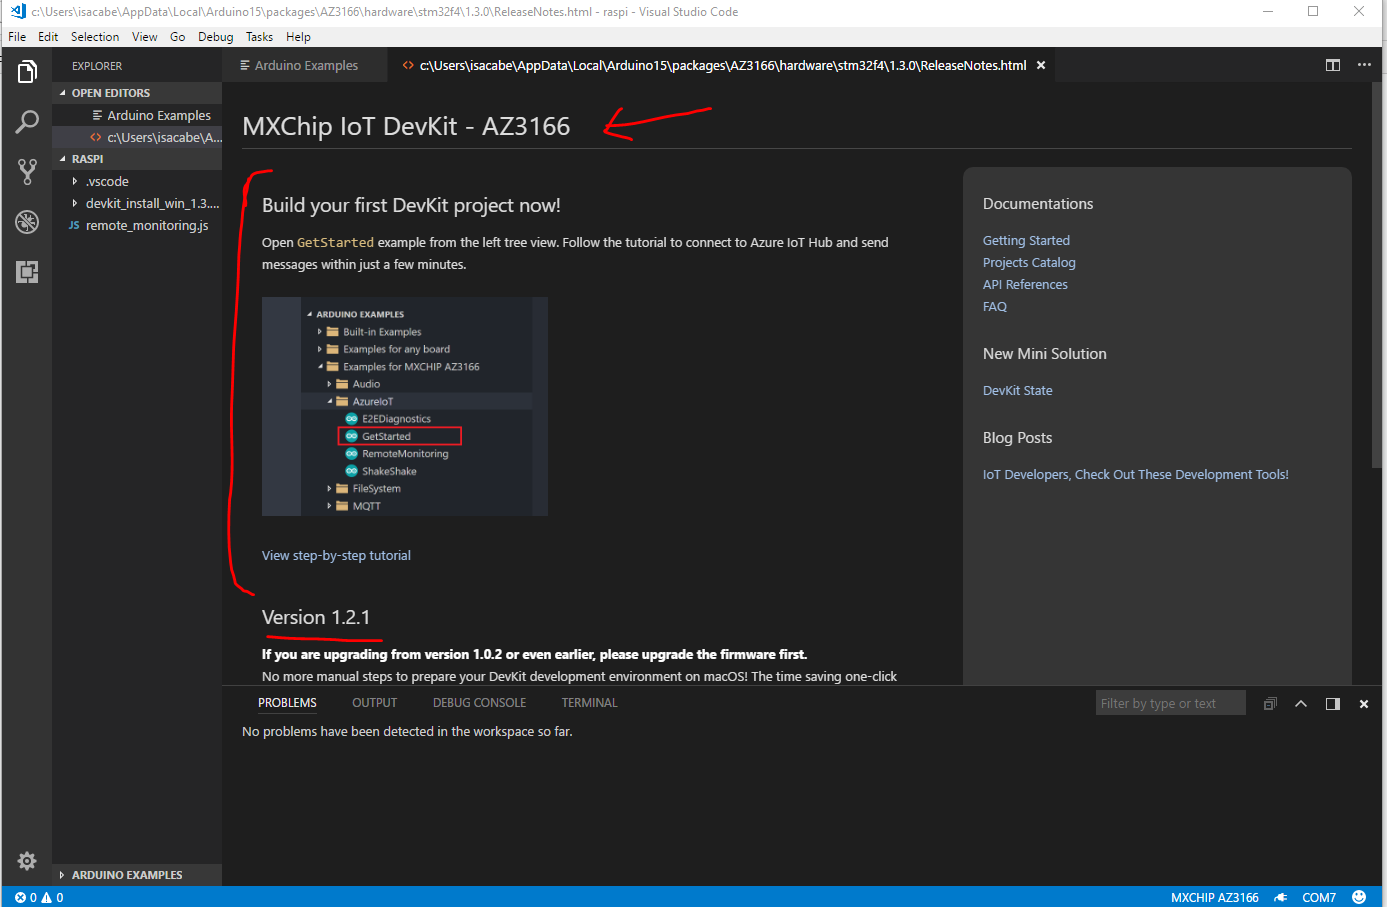 c:\Users\isacabe\AppData\Local\Arduino15\packages\AZ3166\hardware\stm32f4\1.3.0\ReleaseNotes.html - raspi - Visual Studio Code
File Edit Selection View Go Debug Tasks Help
EXPLORER
OPEN EDITORS
Arduino Examples
c:\Users\isacabe\A...
RASPI
.vscode
devkit_install_win_1.3....
JS remote_monitoring.js
ARDUINO EXAMPLES
Arduino Examples
c:\Users\isacabe\AppData\Local\Arduino15\packages\AZ3166\hardware\stm32f4\1.3.0\ReleaseNotes.html
MXChip IoT DevKit - AZ3166
Build your first DevKit project now!
Open GetStarted example from the left tree view. Follow the tutorial to connect to Azure IoT Hub and send
messages within just a few minutes.
ARDUINO EXAMPLES
Built-in Examples
Examples for any board
Examples for MXCHIP AZ3166
Audio
AzureIoT
E2EDiagnostics
GetStarted
RemoteMonitoring
ShakeShake
FileSystem
MQTT
View step-by-step tutorial
Version 1.2.1
If you are upgrading from version 1.0.2 or even earlier, please upgrade the firmware first.
No more manual steps to prepare your DevKit development environment on macOS! The time saving one-click
Documentations
Getting Started
Projects Catalog
API References
FAQ
New Mini Solution
DevKit State
Blog Posts
IoT Developers, Check Out These Development Tools!
PROBLEMS OUTPUT DEBUG CONSOLE TERMINAL
Filter by type or text
No problems have been detected in the workspace so far.
0 0
MXCHIP AZ3166 COM7